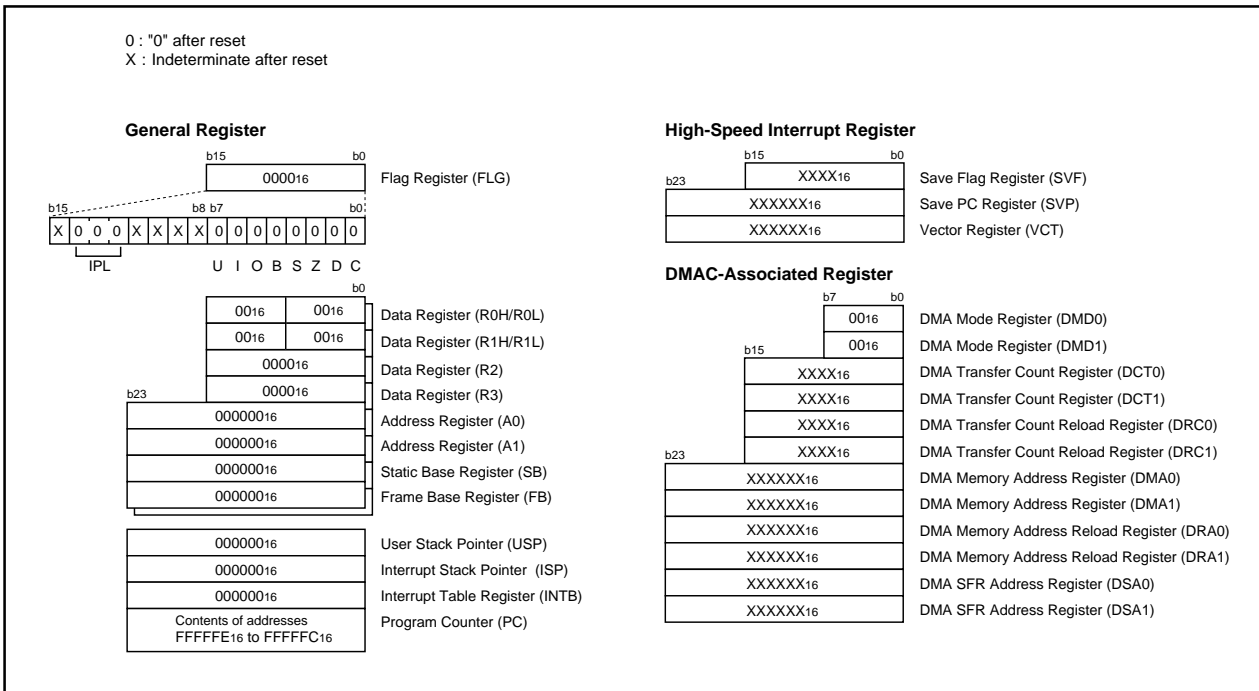 0 : "0" after reset
X : Indeterminate after reset
General Register
b15 b0
000016 Flag Register (FLG)
b15 b8 b7 b0
X 0 0 0 X X X X 0 0 0 0 0 0 0 0
IPL U I O B S Z D C
b0
0016 0016 Data Register (R0H/R0L)
0016 0016 Data Register (R1H/R1L)
000016 Data Register (R2)
b23 000016 Data Register (R3)
00000016 Address Register (A0)
00000016 Address Register (A1)
00000016 Static Base Register (SB)
00000016 Frame Base Register (FB)
00000016 User Stack Pointer (USP)
00000016 Interrupt Stack Pointer (ISP)
00000016 Interrupt Table Register (INTB)
Contents of addresses
FFFFFE16 to FFFFFC16
Program Counter (PC)
High-Speed Interrupt Register
b15 b0
b23 XXXX16 Save Flag Register (SVF)
XXXXXX16 Save PC Register (SVP)
XXXXXX16 Vector Register (VCT)
DMAC-Associated Register
b7 b0
0016 DMA Mode Register (DMD0)
b15 0016 DMA Mode Register (DMD1)
XXXX16 DMA Transfer Count Register (DCT0)
XXXX16 DMA Transfer Count Register (DCT1)
XXXX16 DMA Transfer Count Reload Register (DRC0)
b23 XXXX16 DMA Transfer Count Reload Register (DRC1)
XXXXXX16 DMA Memory Address Register (DMA0)
XXXXXX16 DMA Memory Address Register (DMA1)
XXXXXX16 DMA Memory Address Reload Register (DRA0)
XXXXXX16 DMA Memory Address Reload Register (DRA1)
XXXXXX16 DMA SFR Address Register (DSA0)
XXXXXX16 DMA SFR Address Register (DSA1)